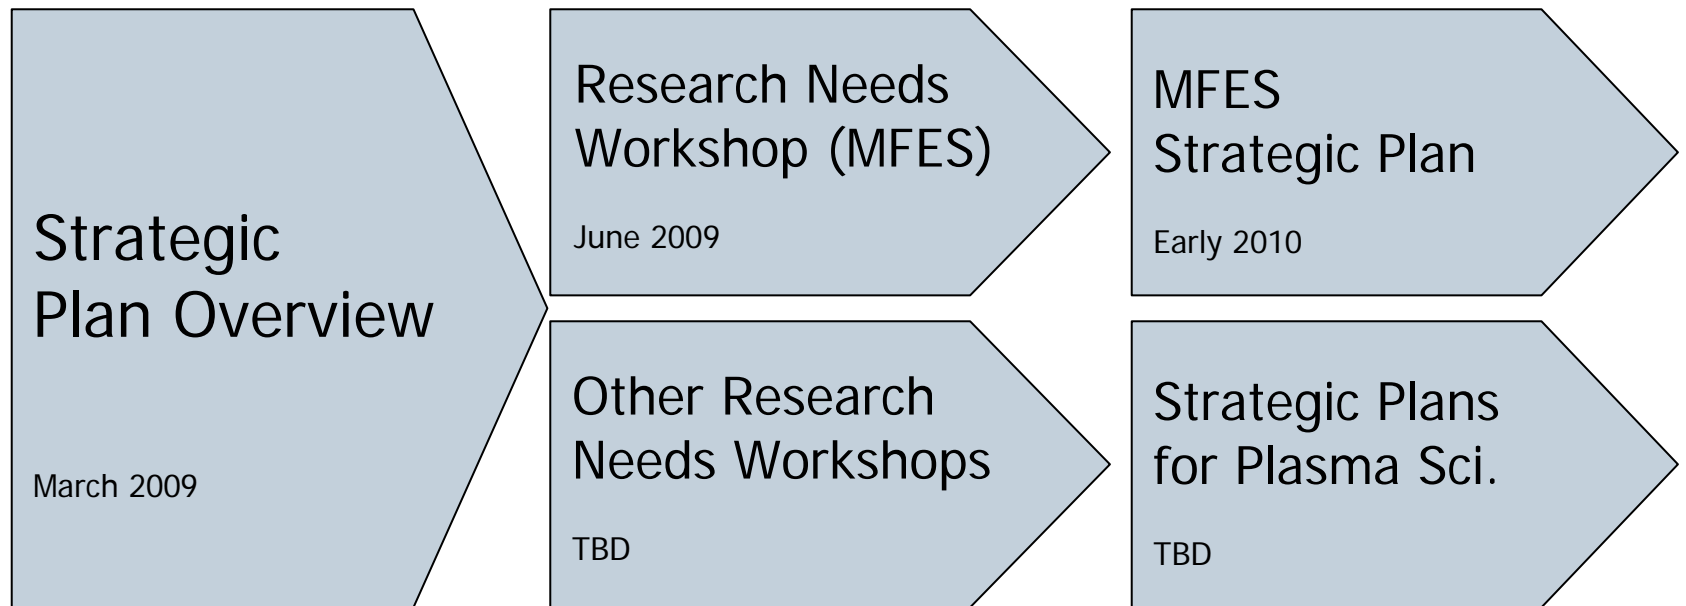 Strategic
Plan Overview
March 2009
Research Needs
Workshop (MFES)
June 2009
MFES
Strategic Plan
Early 2010
Other Research
Needs Workshops
TBD
Strategic Plans
for Plasma Sci.
TBD